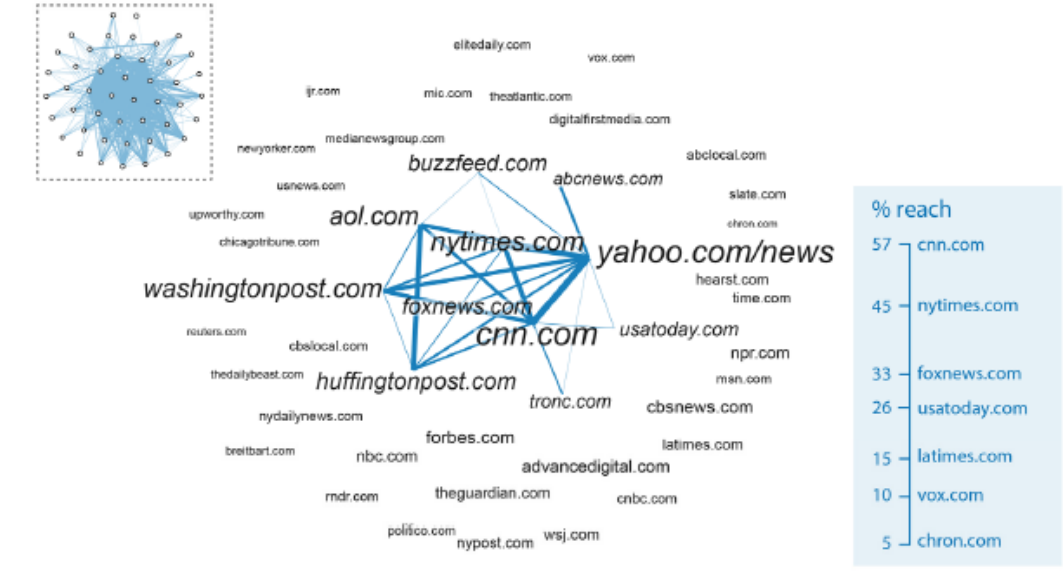 elitedaily.com
vox.com
ijr.com
mic.com
theatlantic.com
digitalfirstmedia.com
medianewsgroup.com
newyorker.com
buzzfeed.com
abclocal.com
abcnews.com
usnews.com
slate.com
upworthy.com
aol.com
chron.com
chicagotribune.com
nytimes.com
yahoo.com/news
hearst.com
washingtonpost.com
time.com
foxnews.com
reuters.com
cnn.com
usatoday.com
cbslocal.com
npr.com
thedailybeast.com
huffingtonpost.com
msn.com
tronc.com
cbsnews.com
nydailynews.com
forbes.com
latimes.com
breitbart.com
nbc.com
advancedigital.com
rndr.com
theguardian.com
cnbc.com
politico.com
nypost.com
wsj.com
% reach
57 cnn.com
45 nytimes.com
33 foxnews.com
26 usatoday.com
15 latimes.com
10 vox.com
5 chron.com